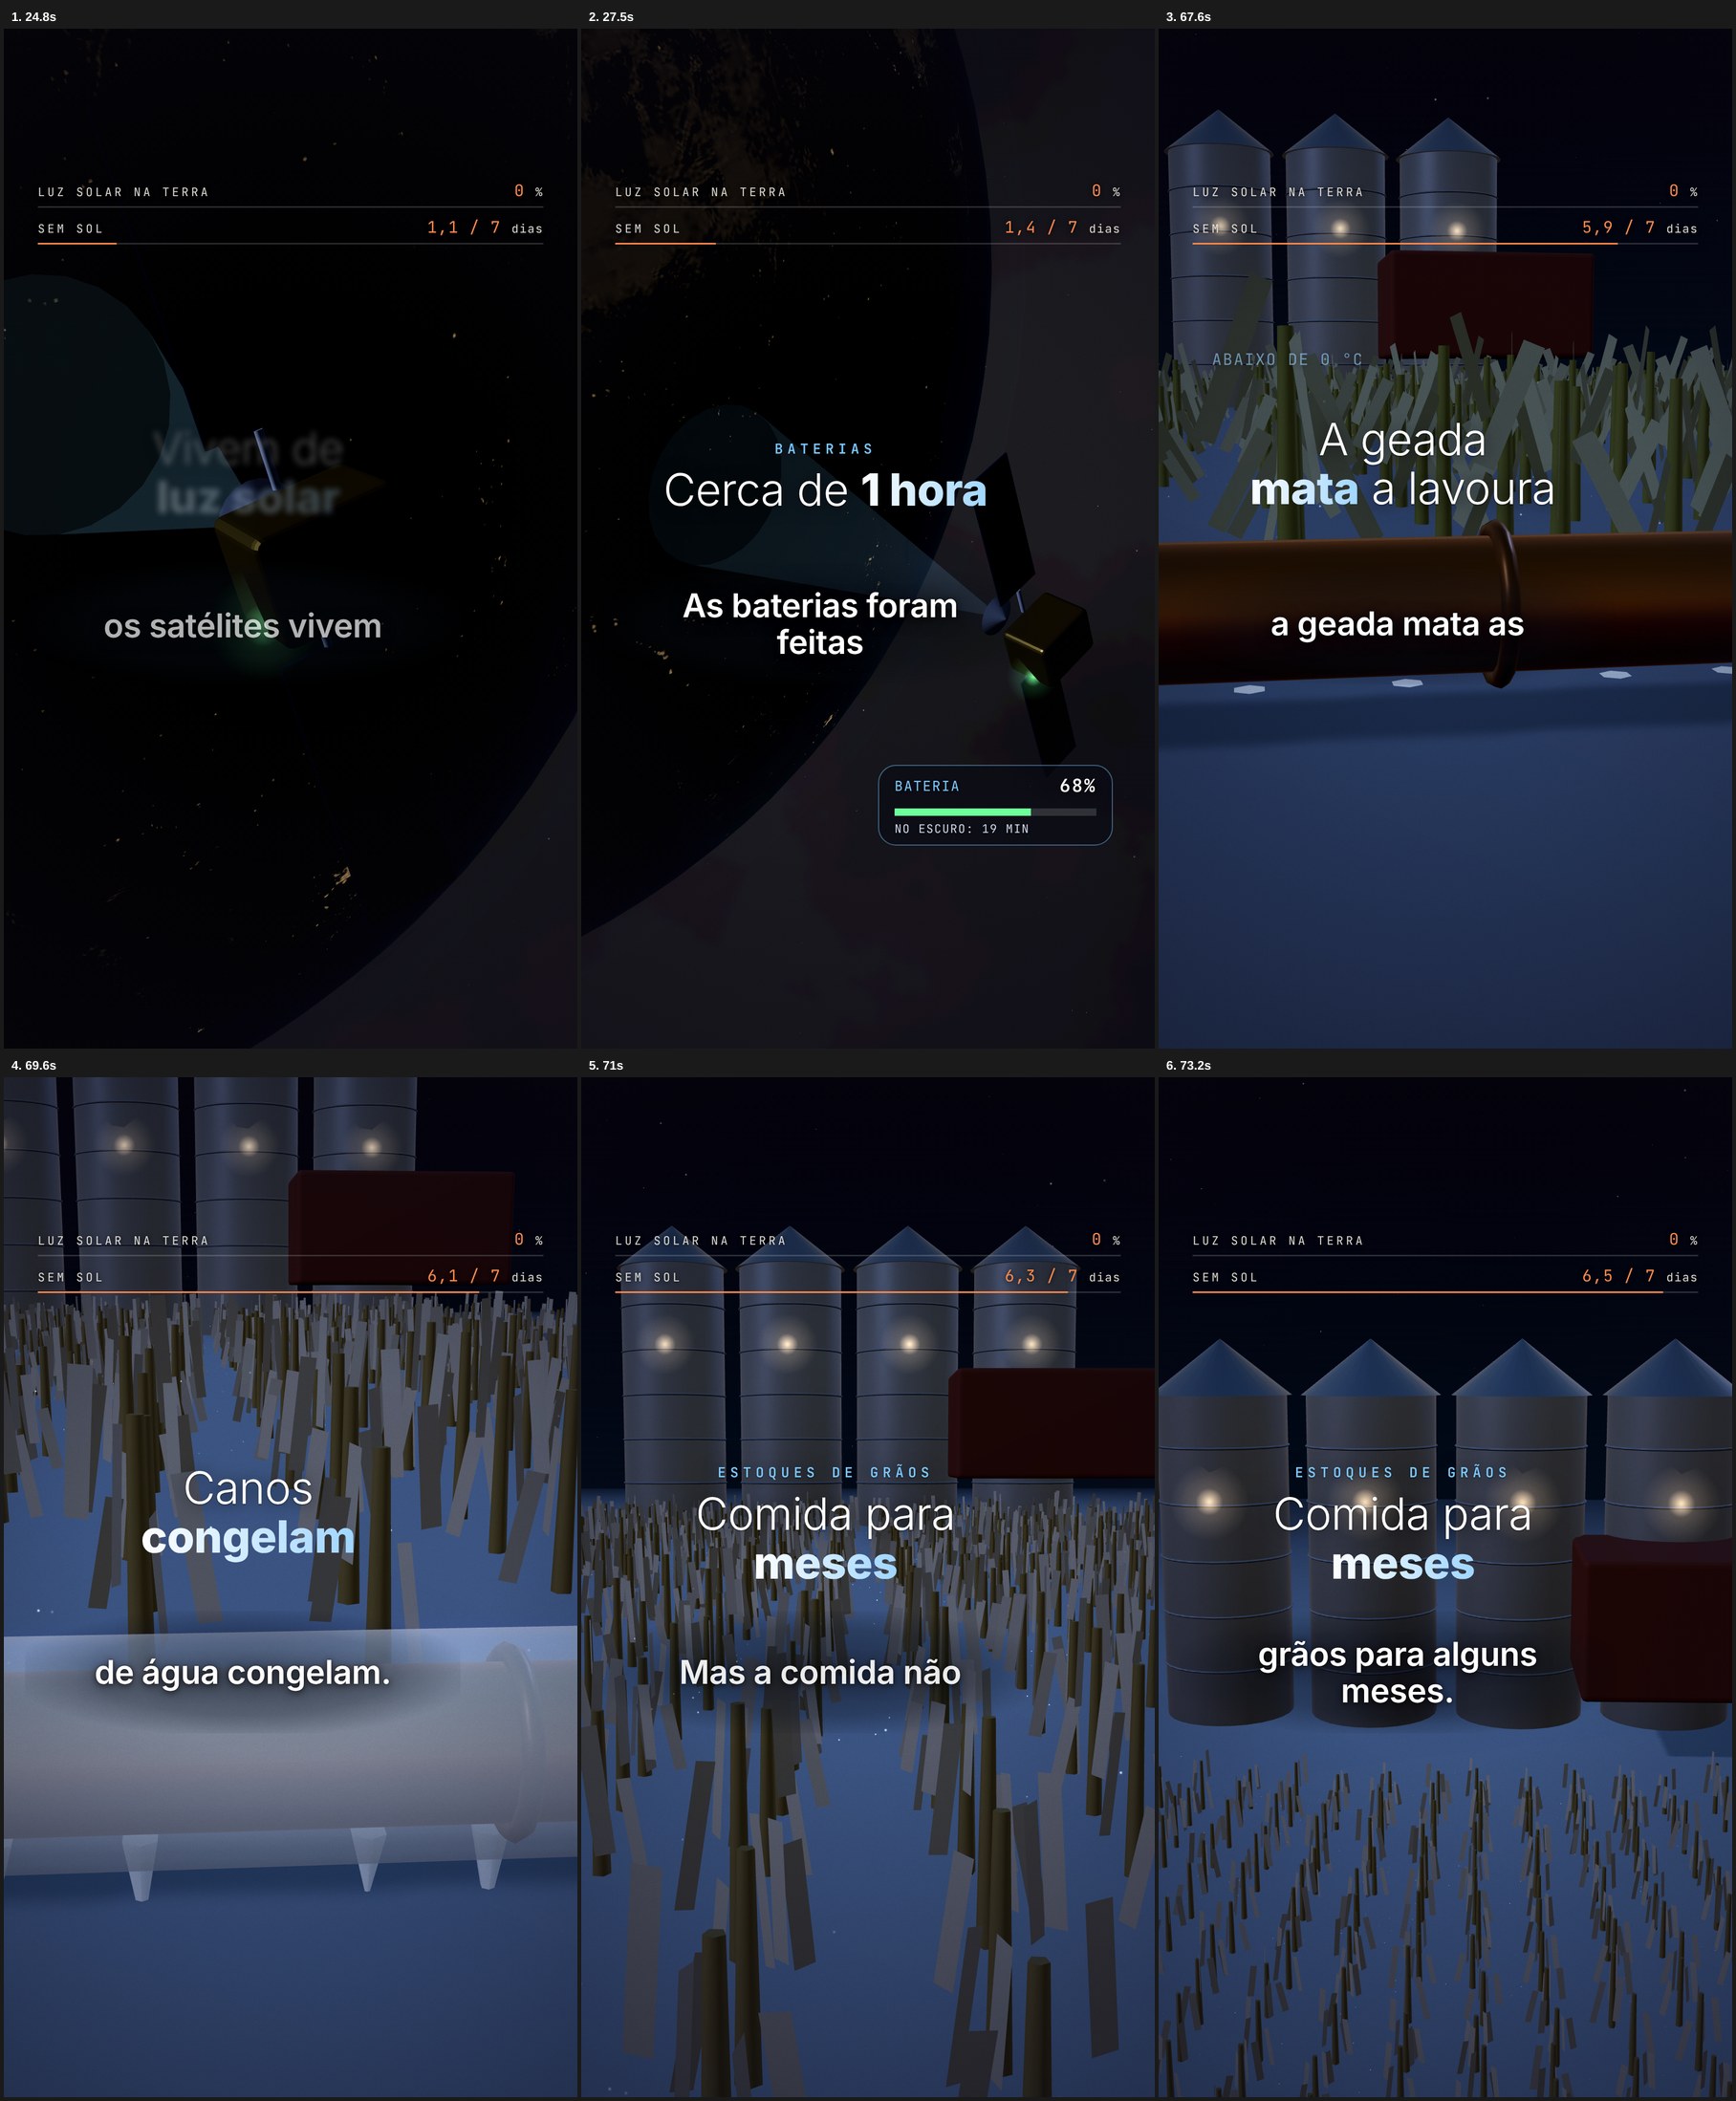 1. 24.8s
LUZ SOLAR NA TERRA 0 %
SEM SOL 1,1 / 7 dias
Vivem de
luz solar
os satélites vivem
2. 27.5s
LUZ SOLAR NA TERRA 0 %
SEM SOL 1,4 / 7 dias
BATERIAS
Cerca de 1 hora
As baterias foram
feitas
BATERIA 68%
NO ESCURO: 19 MIN
3. 67.6s
LUZ SOLAR NA TERRA 0 %
SEM SOL 5,9 / 7 dias
ABAIXO DE 0 °C
A geada
mata a lavoura
a geada mata as
4. 69.6s
LUZ SOLAR NA TERRA 0 %
SEM SOL 6,1 / 7 dias
Canos
congelam
de água congelam.
5. 71s
LUZ SOLAR NA TERRA 0 %
SEM SOL 6,3 / 7 dias
ESTOQUES DE GRÃOS
Comida para
meses
Mas a comida não
6. 73.2s
LUZ SOLAR NA TERRA 0 %
SEM SOL 6,5 / 7 dias
ESTOQUES DE GRÃOS
Comida para
meses
grãos para alguns
meses.